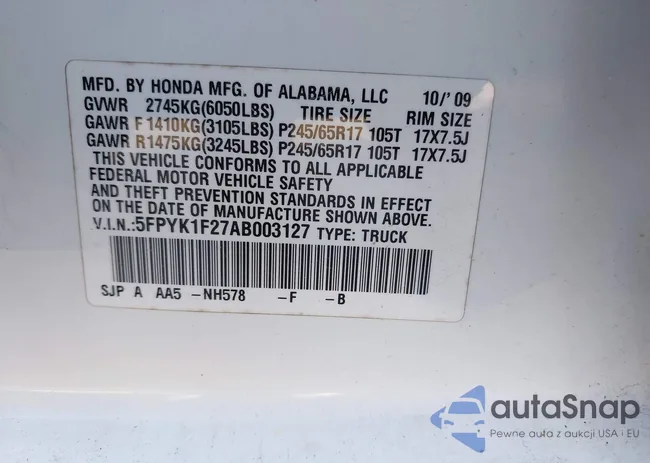 MFD. BY HONDA MFG. OF ALABAMA, LLC 10/'09
GVWR 2745KG(6050LBS) TIRE SIZE RIM SIZE
GAWR F1410KG(3105LBS) P245/65R17 105T 17X7.5J
GAWR R1475KG(3245LBS) P245/65R17 105T 17X7.5J
THIS VEHICLE CONFORMS TO ALL APPLICABLE
FEDERAL MOTOR VEHICLE SAFETY
AND THEFT PREVENTION STANDARDS IN EFFECT
ON THE DATE OF MANUFACTURE SHOWN ABOVE.
V.I.N.:5FPYK1F27AB003127 TYPE: TRUCK
SJP A AA5 -NH578 -F -B
autoSnap
Pewne auta z aukcji USA i EU